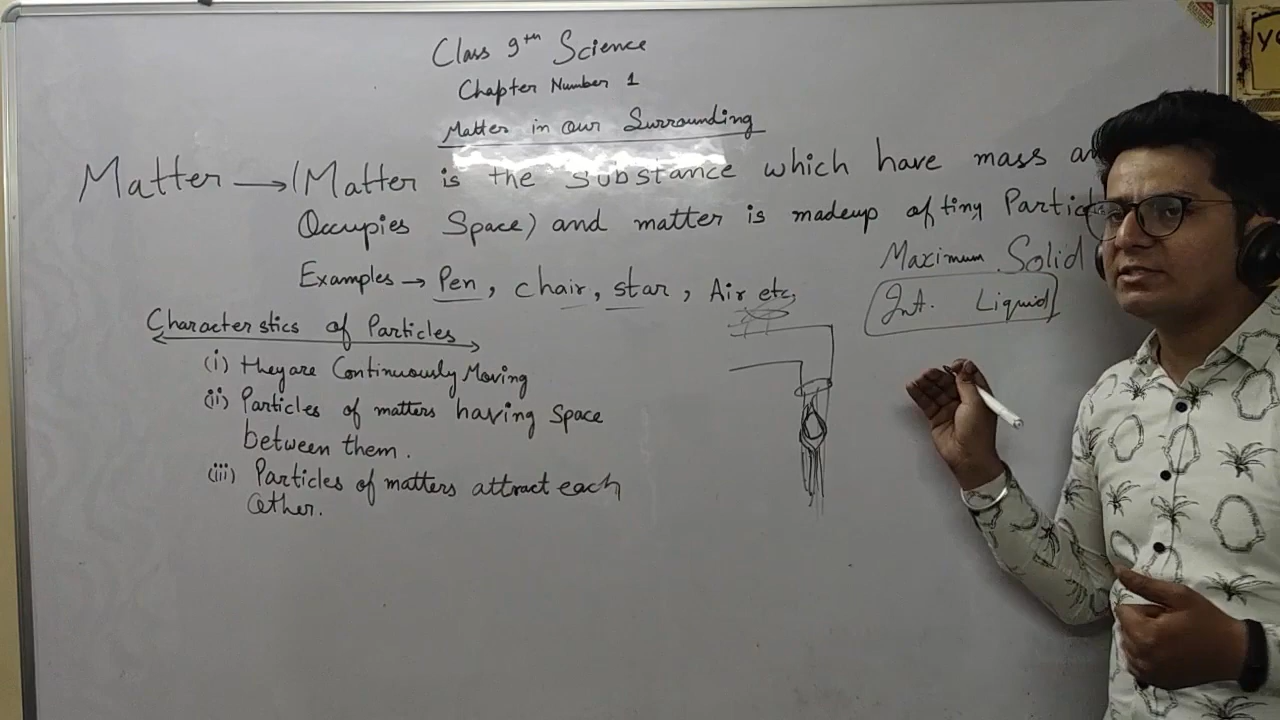 Class 9th Science
Chapter Number 1
Matter in our Surrounding
Matter → (Matter is the substance which have mass an
Occupies Space) and matter is madeup of tiny Partic
Examples → Pen, chair, star, Air etc,
Maximum Solid
Int. Liquid
Characterstics of Particles
(i) they are Continuously Moving
(ii) Particles of matters having space
between them.
(iii) Particles of matters attract each
Other.